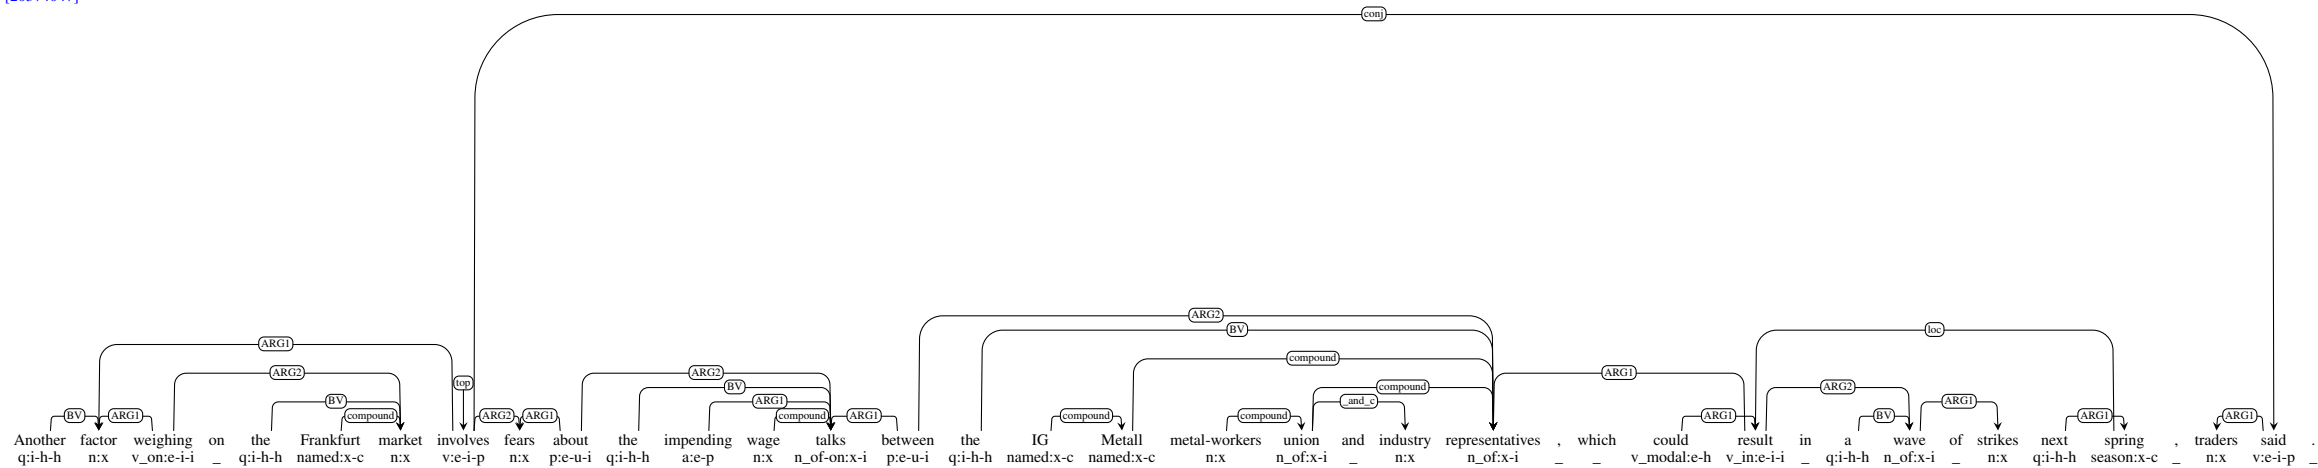 conj
ARG2
BV
ARG1 loc
compound
ARG2 top ARG2 ARG1
BV compound ARG2
BV ARG1 _and_c ARG1
BV ARG1 compound ARG2 ARG1 compound ARG1 compound compound ARG1 BV ARG1 ARG1
Another factor weighing on the Frankfurt market involves fears about the impending wage talks between the IG Metall metal-workers union and industry representatives , which could result in a wave of strikes next spring , traders said .
q:i-h-h n:x v_on:e-i-i _ q:i-h-h named:x-c n:x v:e-i-p n:x p:e-u-i q:i-h-h a:e-p n:x n_of-on:x-i p:e-u-i q:i-h-h named:x-c named:x-c n:x n_of:x-i _ n:x n_of:x-i _ _ v_modal:e-h v_in:e-i-i _ q:i-h-h n_of:x-i _ n:x q:i-h-h season:x-c _ n:x v:e-i-p _